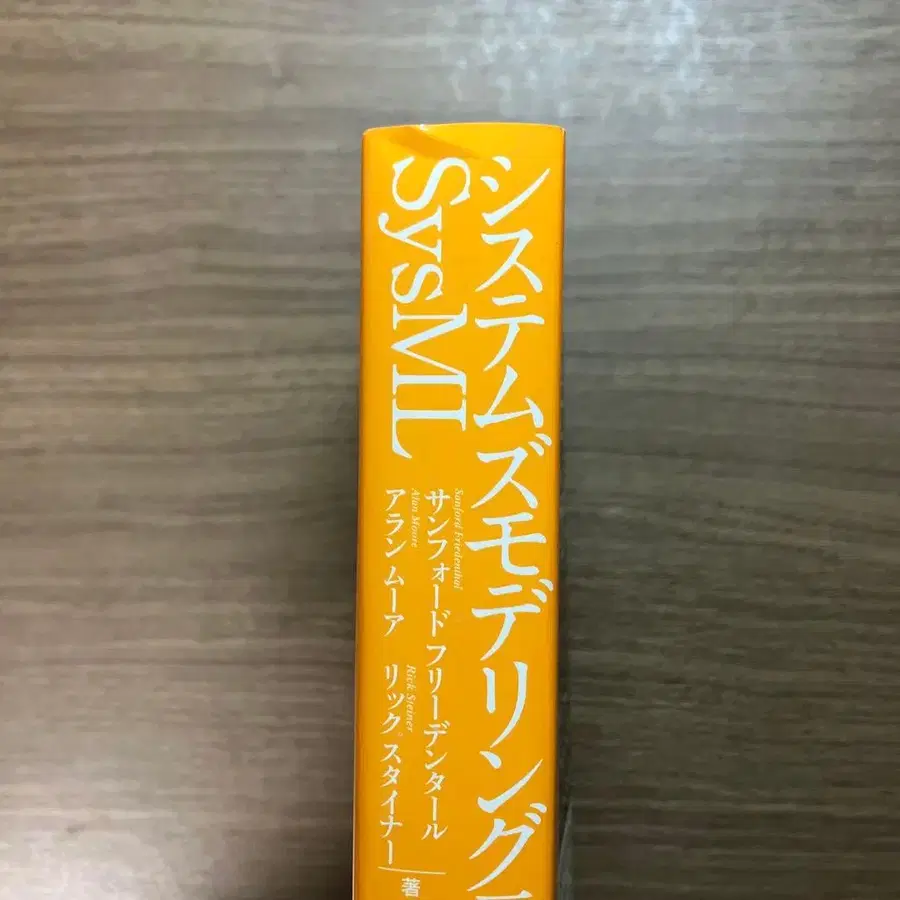 システムズモデリング
SysML
Sanford Friedenthal
サンフォード フリーデンタール
Alan Moore
アラン ムーア
Rick Steiner
リック スタイナー
著